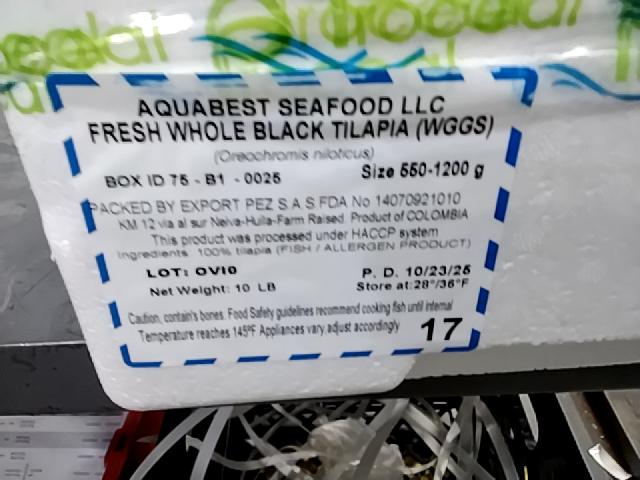 AQUABEST SEAFOOD LLC
FRESH WHOLE BLACK TILAPIA (WGGS)
(Oreochromis niloticus)
Size 550-1200 g
BOX ID 75 - B1 - 0025
PACKED BY EXPORT PEZ S.A.S FDA No 14070921010
KM 12 via al sur Neiva-Huila-Farm Raised. Product of COLOMBIA
This product was processed under HACCP system
Ingredients: 100% tilapia (FISH / ALLERGEN PRODUCT)
LOT: OVI0 P. D. 10/23/25
Net Weight: 10 LB Store at:28°/36°F
Caution, contain's bones. Food Safety guidelines recommend cooking fish until internal
Temperature reaches 145°F Appliances vary adjust accordingly
17